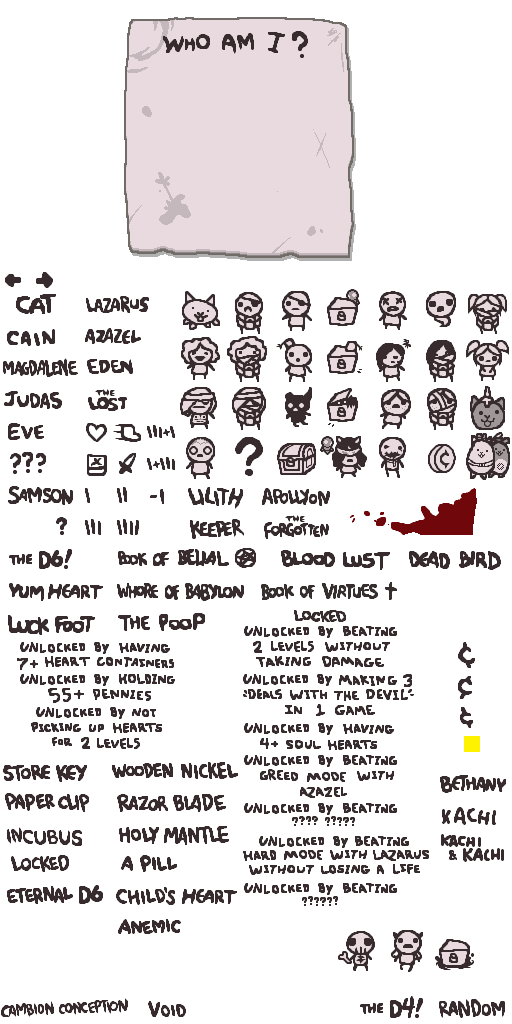 WHO AM I?
CAT LAZARUS
CAIN AZAZEL
MAGDALENE EDEN
JUDAS THE LOST
EVE III+I
??? I+III
?
SAMSON I II -I LILITH APOLLYON
? III IIII KEEPER THE FORGOTTEN
THE D6! BOOK OF BELIAL BLOOD LUST DEAD BIRD
YUM HEART WHORE OF BABYLON BOOK OF VIRTUES
LUCK FOOT THE POOP
UNLOCKED BY HAVING
7+ HEART CONTAINERS
UNLOCKED BY HOLDING
55+ PENNIES
UNLOCKED BY NOT
PICKING UP HEARTS
FOR 2 LEVELS
LOCKED
UNLOCKED BY BEATING
2 LEVELS WITHOUT
TAKING DAMAGE
UNLOCKED BY MAKING 3
"DEALS WITH THE DEVIL"
IN 1 GAME
UNLOCKED BY HAVING
4+ SOUL HEARTS
UNLOCKED BY BEATING
GREED MODE WITH
AZAZEL
UNLOCKED BY BEATING
???? ?????
UNLOCKED BY BEATING
HARD MODE WITH LAZARUS
WITHOUT LOSING A LIFE
UNLOCKED BY BEATING
??????
¢
¢
¢
STORE KEY WOODEN NICKEL
PAPER CLIP RAZOR BLADE
INCUBUS HOLY MANTLE
LOCKED A PILL
ETERNAL D6 CHILD'S HEART
ANEMIC
BETHANY
KACHI
KACHI
& KACHI
CAMBION CONCEPTION VOID THE D4! RANDOM